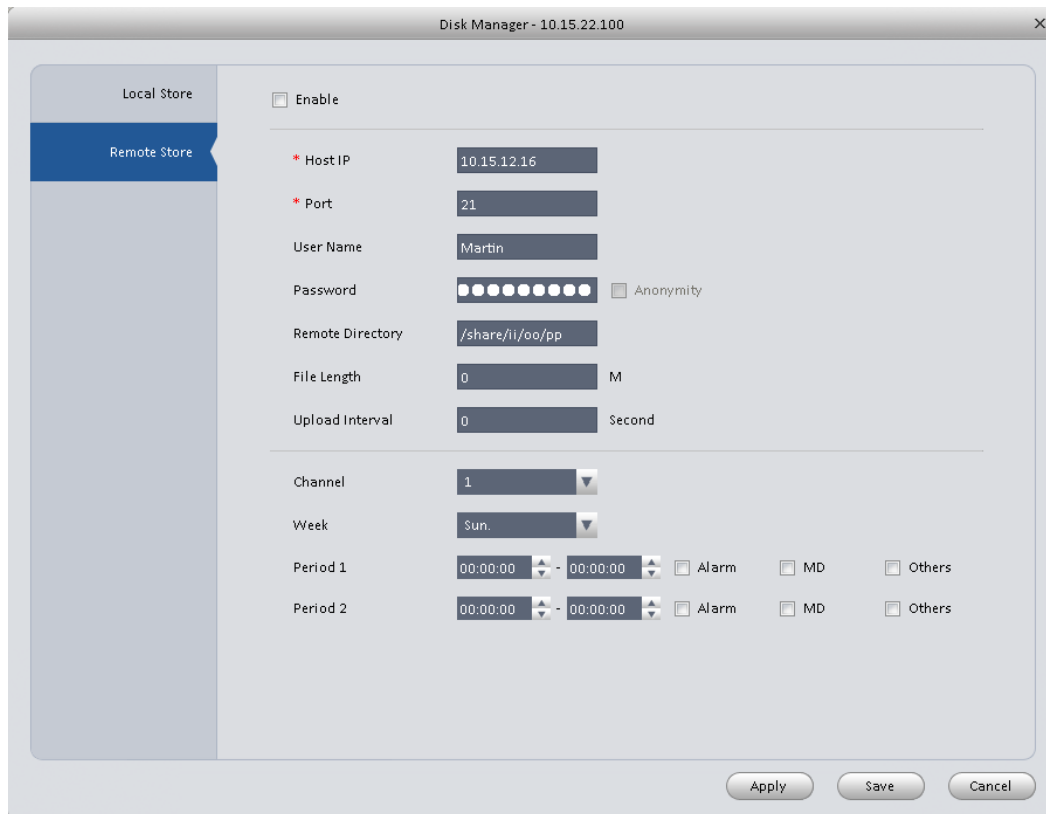 Disk Manager - 10.15.22.100
Local Store
Remote Store
Enable
* Host IP 10.15.12.16
* Port 21
User Name Martin
Password Anonymity
Remote Directory /share/ii/oo/pp
File Length 0 M
Upload Interval 0 Second
Channel 1
Week Sun.
Period 1 00:00:00 - 00:00:00 Alarm MD Others
Period 2 00:00:00 - 00:00:00 Alarm MD Others
Apply Save Cancel